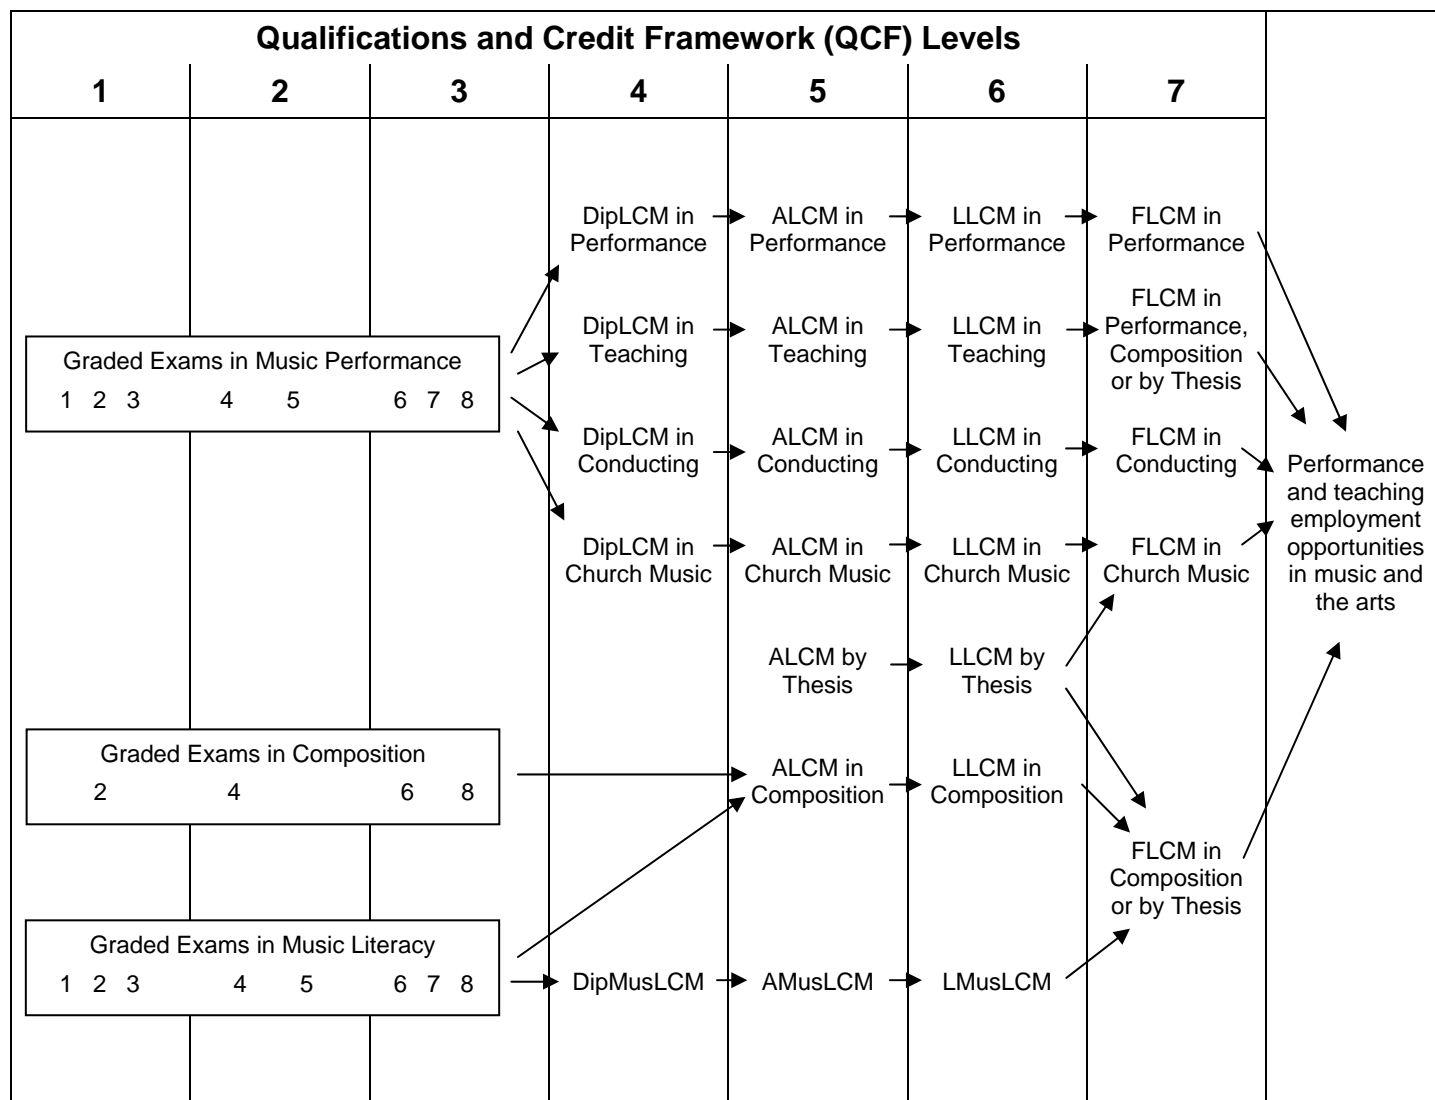 Qualifications and Credit Framework (QCF) Levels
1 2 3 4 5 6 7
DipLCM in
Performance
ALCM in
Performance
LLCM in
Performance
FLCM in
Performance
DipLCM in
Teaching
ALCM in
Teaching
LLCM in
Teaching
FLCM in
Performance,
Composition
or by Thesis
Graded Exams in Music Performance
1 2 3 4 5 6 7 8
DipLCM in
Conducting
ALCM in
Conducting
LLCM in
Conducting
FLCM in
Conducting
Performance
and teaching
employment
opportunities
in music and
the arts
DipLCM in
Church Music
ALCM in
Church Music
LLCM in
Church Music
FLCM in
Church Music
ALCM by
Thesis
LLCM by
Thesis
Graded Exams in Composition
2 4 6 8
ALCM in
Composition
LLCM in
Composition
FLCM in
Composition
or by Thesis
Graded Exams in Music Literacy
1 2 3 4 5 6 7 8
DipMusLCM
AMusLCM
LMusLCM